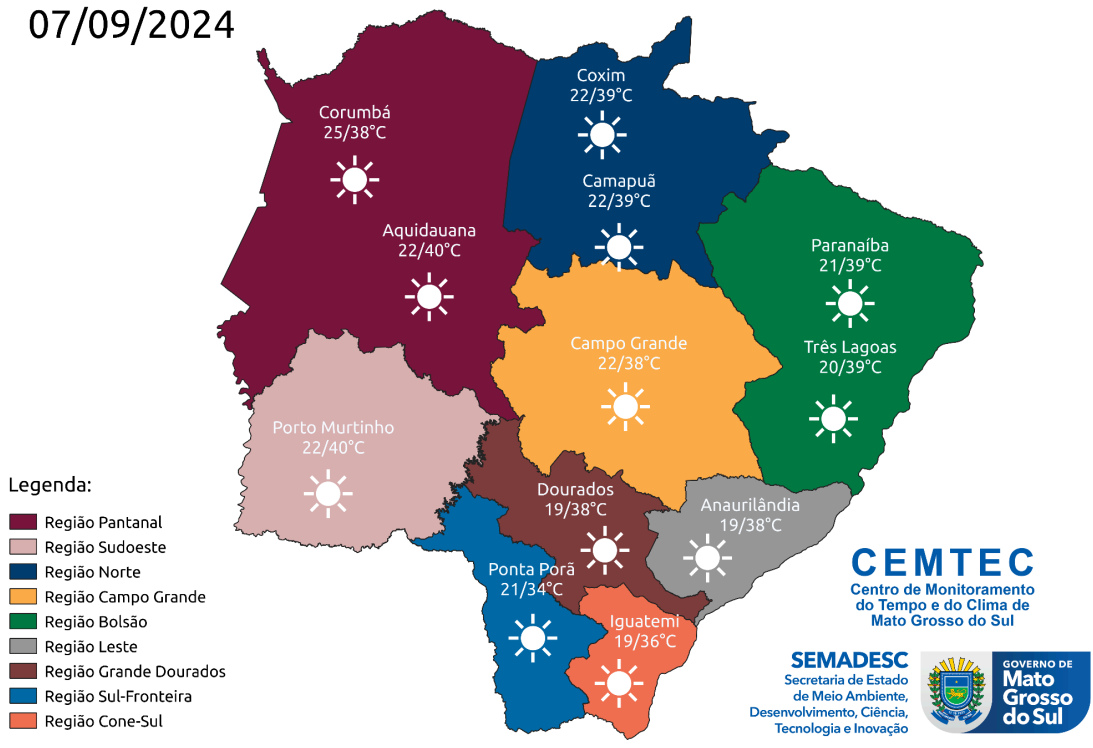 07/09/2024
Coxim
22/39°C
Corumbá
25/38°C
Camapuã
22/39°C
Aquidauana
22/40°C
Paranaíba
21/39°C
Campo Grande
22/38°C
Três Lagoas
20/39°C
Porto Murtinho
22/40°C
Dourados
19/38°C
Anaurilândia
19/38°C
Ponta Porã
21/34°C
Iguatemi
19/36°C
Legenda:
Região Pantanal
Região Sudoeste
Região Norte
Região Campo Grande
Região Bolsão
Região Leste
Região Grande Dourados
Região Sul-Fronteira
Região Cone-Sul
CEMTEC
Centro de Monitoramento
do Tempo e do Clima de
Mato Grosso do Sul
SEMADESC
Secretaria de Estado
de Meio Ambiente,
Desenvolvimento, Ciência,
Tecnologia e Inovação
GOVERNO DE
Mato
Grosso
do Sul